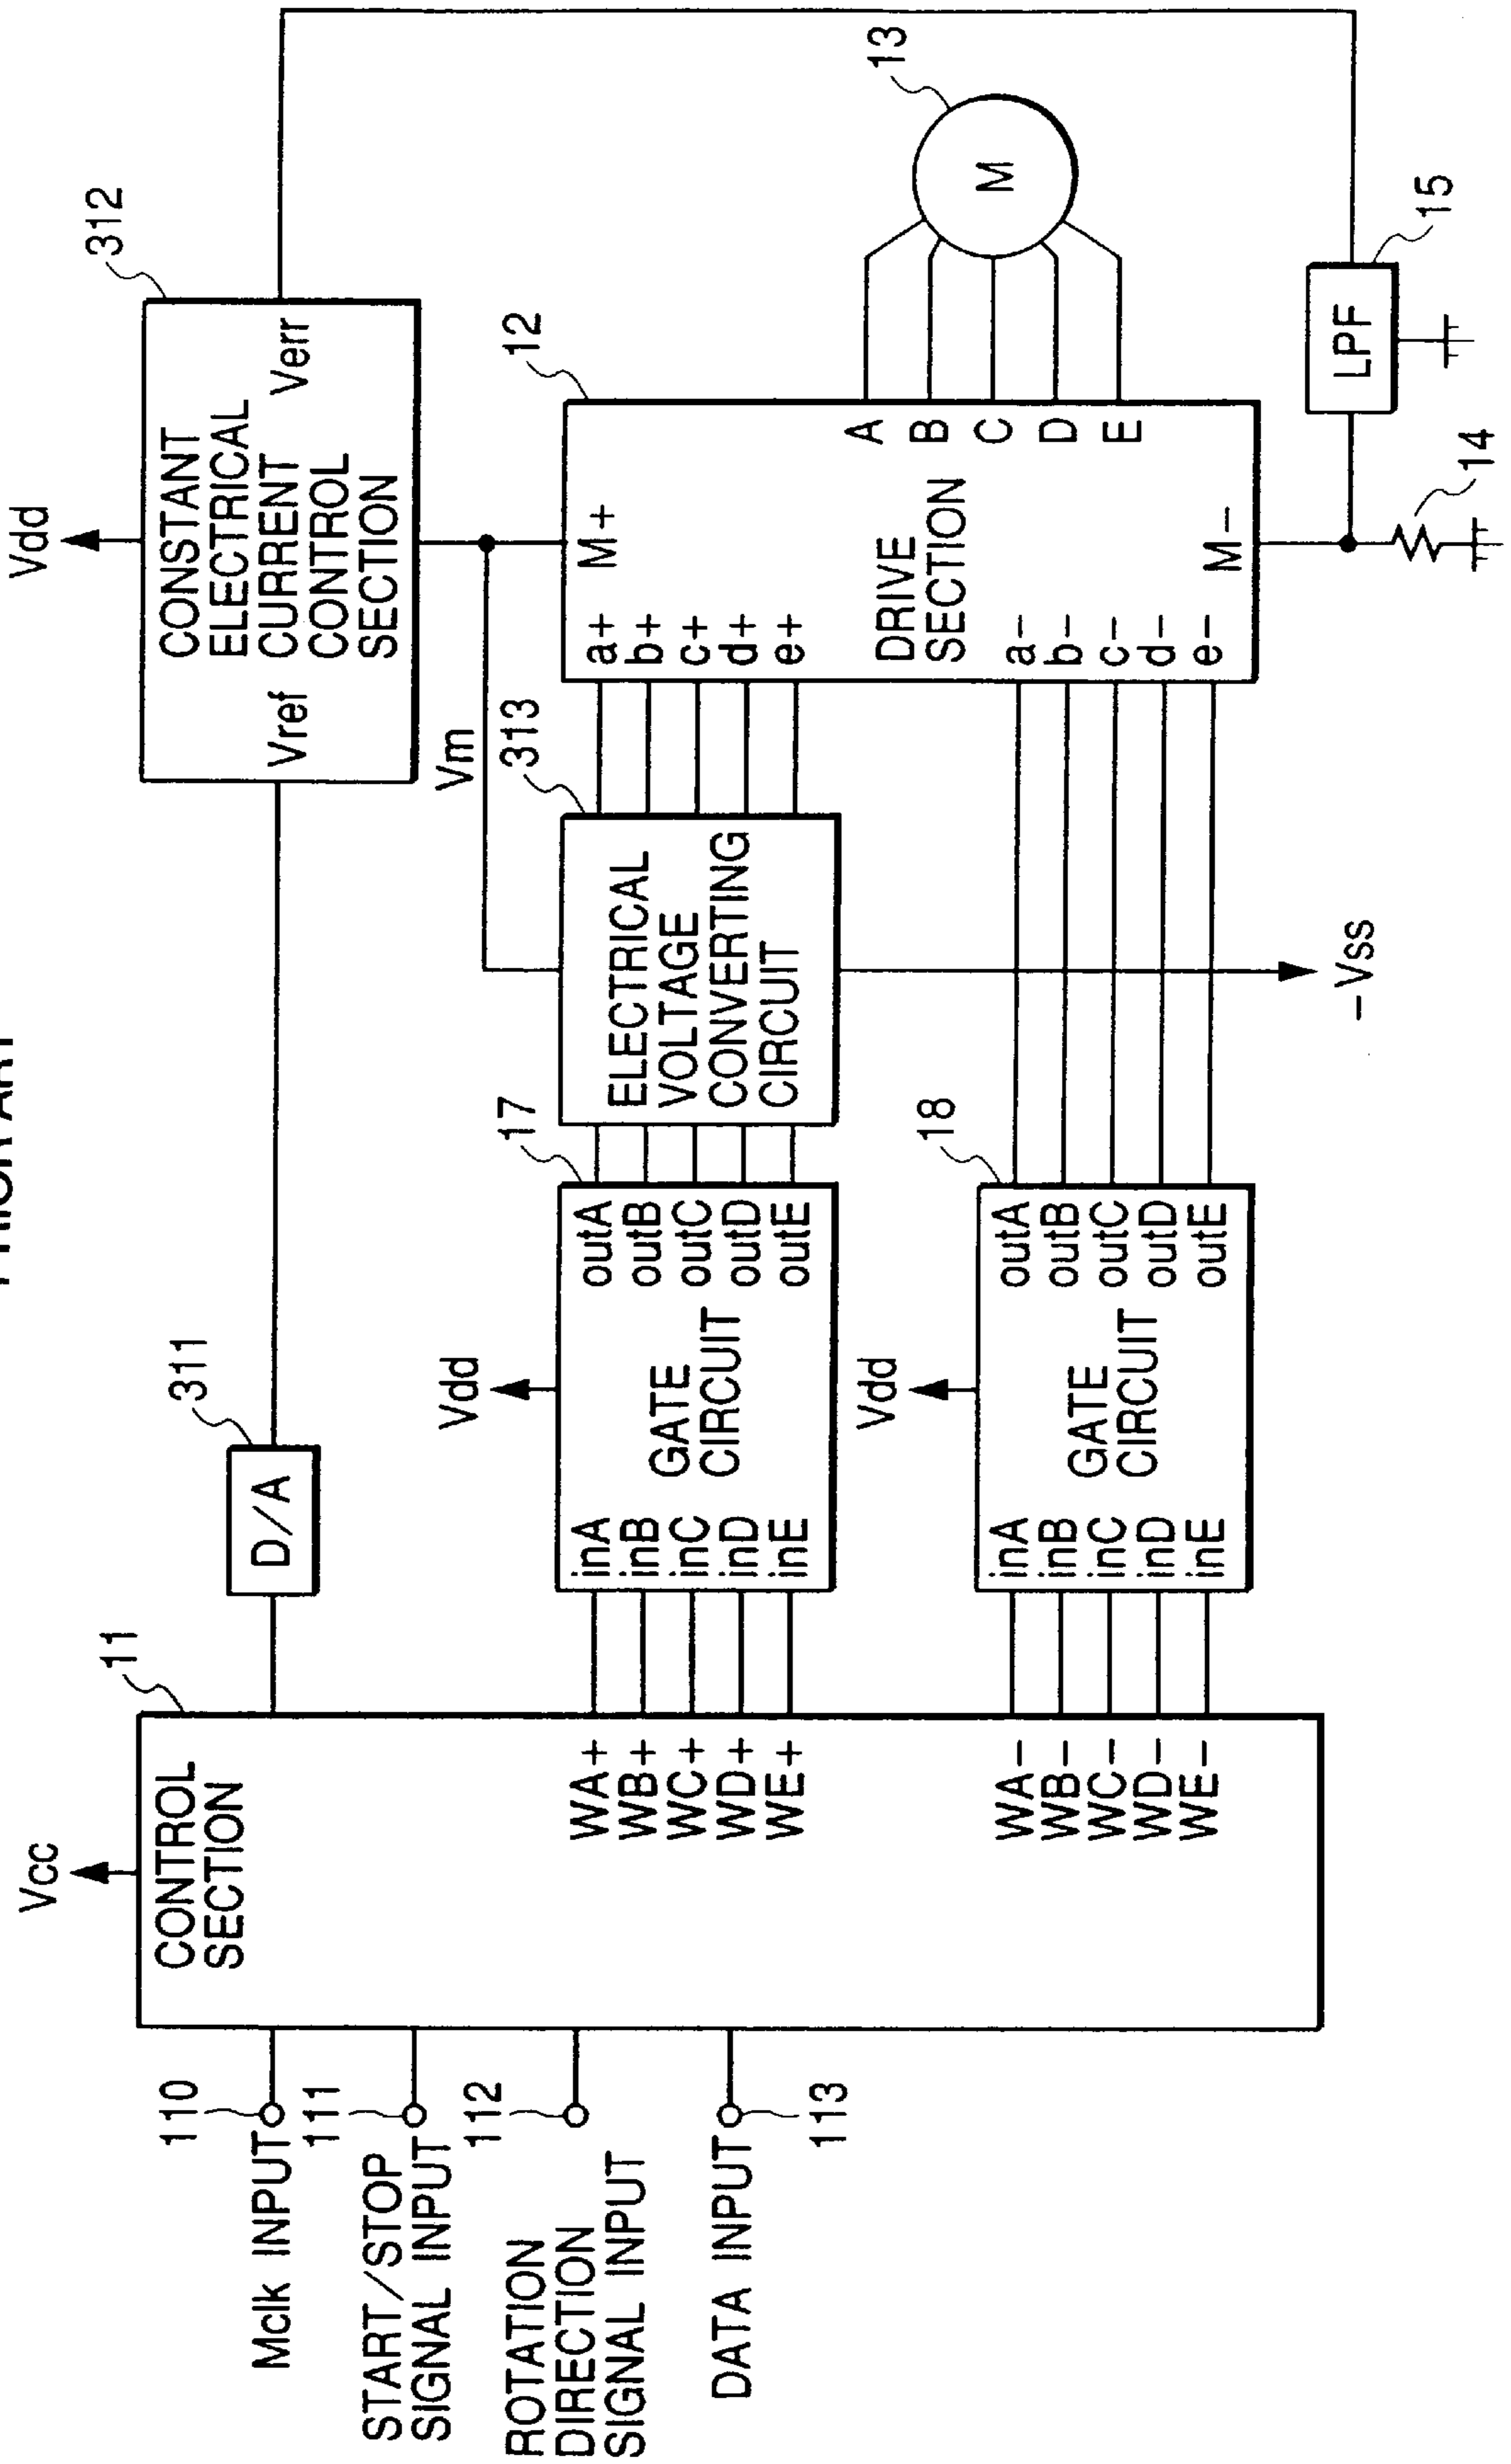 PRIOR ART
Vcc
CONTROL
SECTION
11
110
Mclk INPUT
111
START/STOP
SIGNAL INPUT
112
ROTATION
DIRECTION
SIGNAL INPUT
DATA INPUT
113
WA+
WB+
WC+
WD+
WE+
WA−
WB−
WC−
WD−
WE−
311
D/A
Vdd
17
inA
inB
inC
inD
inE
GATE
CIRCUIT
outA
outB
outC
outD
outE
Vdd
18
inA
inB
inC
inD
inE
GATE
CIRCUIT
outA
outB
outC
outD
outE
313
ELECTRICAL
VOLTAGE
CONVERTING
CIRCUIT
Vm
−Vss
Vdd
312
CONSTANT
ELECTRICAL
CURRENT
CONTROL
SECTION
Vref
Verr
12
M+
a+
b+
c+
d+
e+
DRIVE
SECTION
a−
b−
c−
d−
e−
M−
A
B
C
D
E
13
M
LPF
15
14